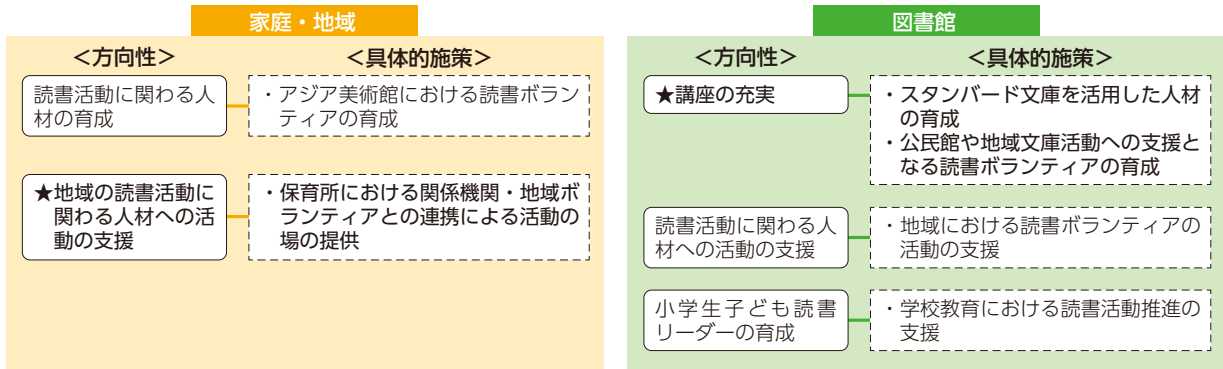 家庭・地域
＜方向性＞
＜具体的施策＞
読書活動に関わる人
材の育成
・アジア美術館における読書ボラン
ティアの育成
★地域の読書活動に
関わる人材への活
動の支援
・保育所における関係機関・地域ボ
ランティアとの連携による活動の
場の提供
図書館
＜方向性＞
＜具体的施策＞
★講座の充実
・スタンバード文庫を活用した人材
の育成
・公民館や地域文庫活動への支援と
なる読書ボランティアの育成
読書活動に関わる人
材への活動の支援
・地域における読書ボランティアの
活動の支援
小学生子ども読書
リーダーの育成
・学校教育における読書活動推進の
支援